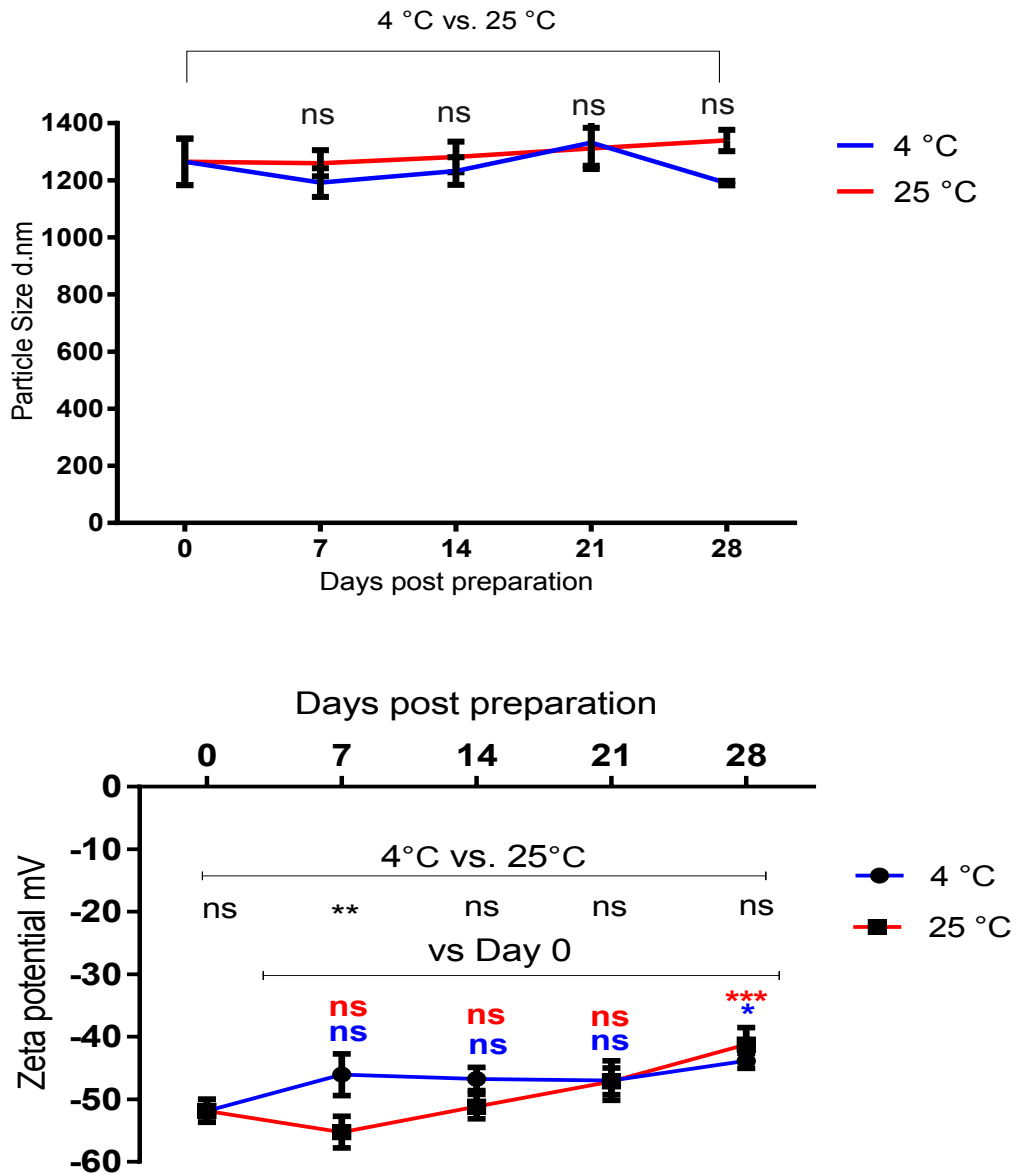 4 °C vs. 25 °C
ns ns ns ns
1400
1200
1000
800
600
400
200
0
Particle Size d.nm
0 7 14 21 28
Days post preparation
4 °C
25 °C
Days post preparation
0 7 14 21 28
0
-10
-20
-30
-40
-50
-60
Zeta potential mV
4°C vs. 25°C
ns ** ns ns ns
vs Day 0
ns ns ns ***
ns ns ns *
4 °C
25 °C